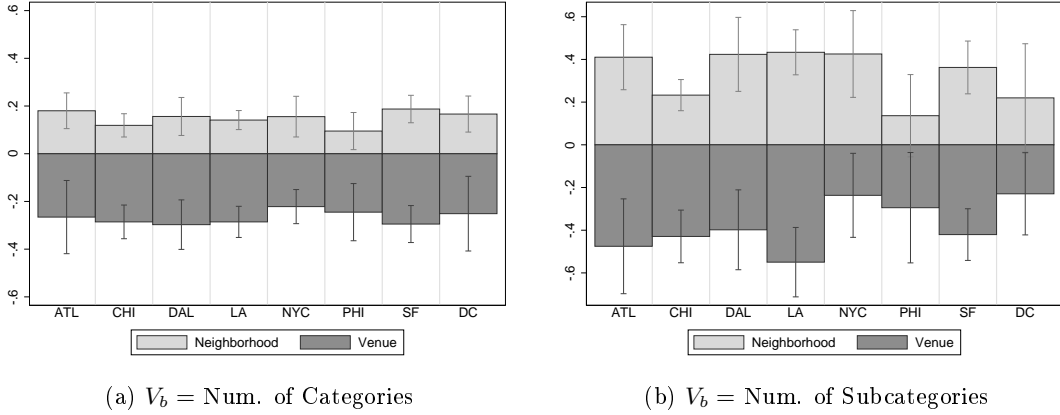 .6
.4
.2
0
-.2
-.4
-.6
ATL CHI DAL LA NYC PHI SF DC
Neighborhood Venue
(a) V_b = Num. of Categories
.6
.4
.2
0
-.2
-.4
-.6
ATL CHI DAL LA NYC PHI SF DC
Neighborhood Venue
(b) V_b = Num. of Subcategories